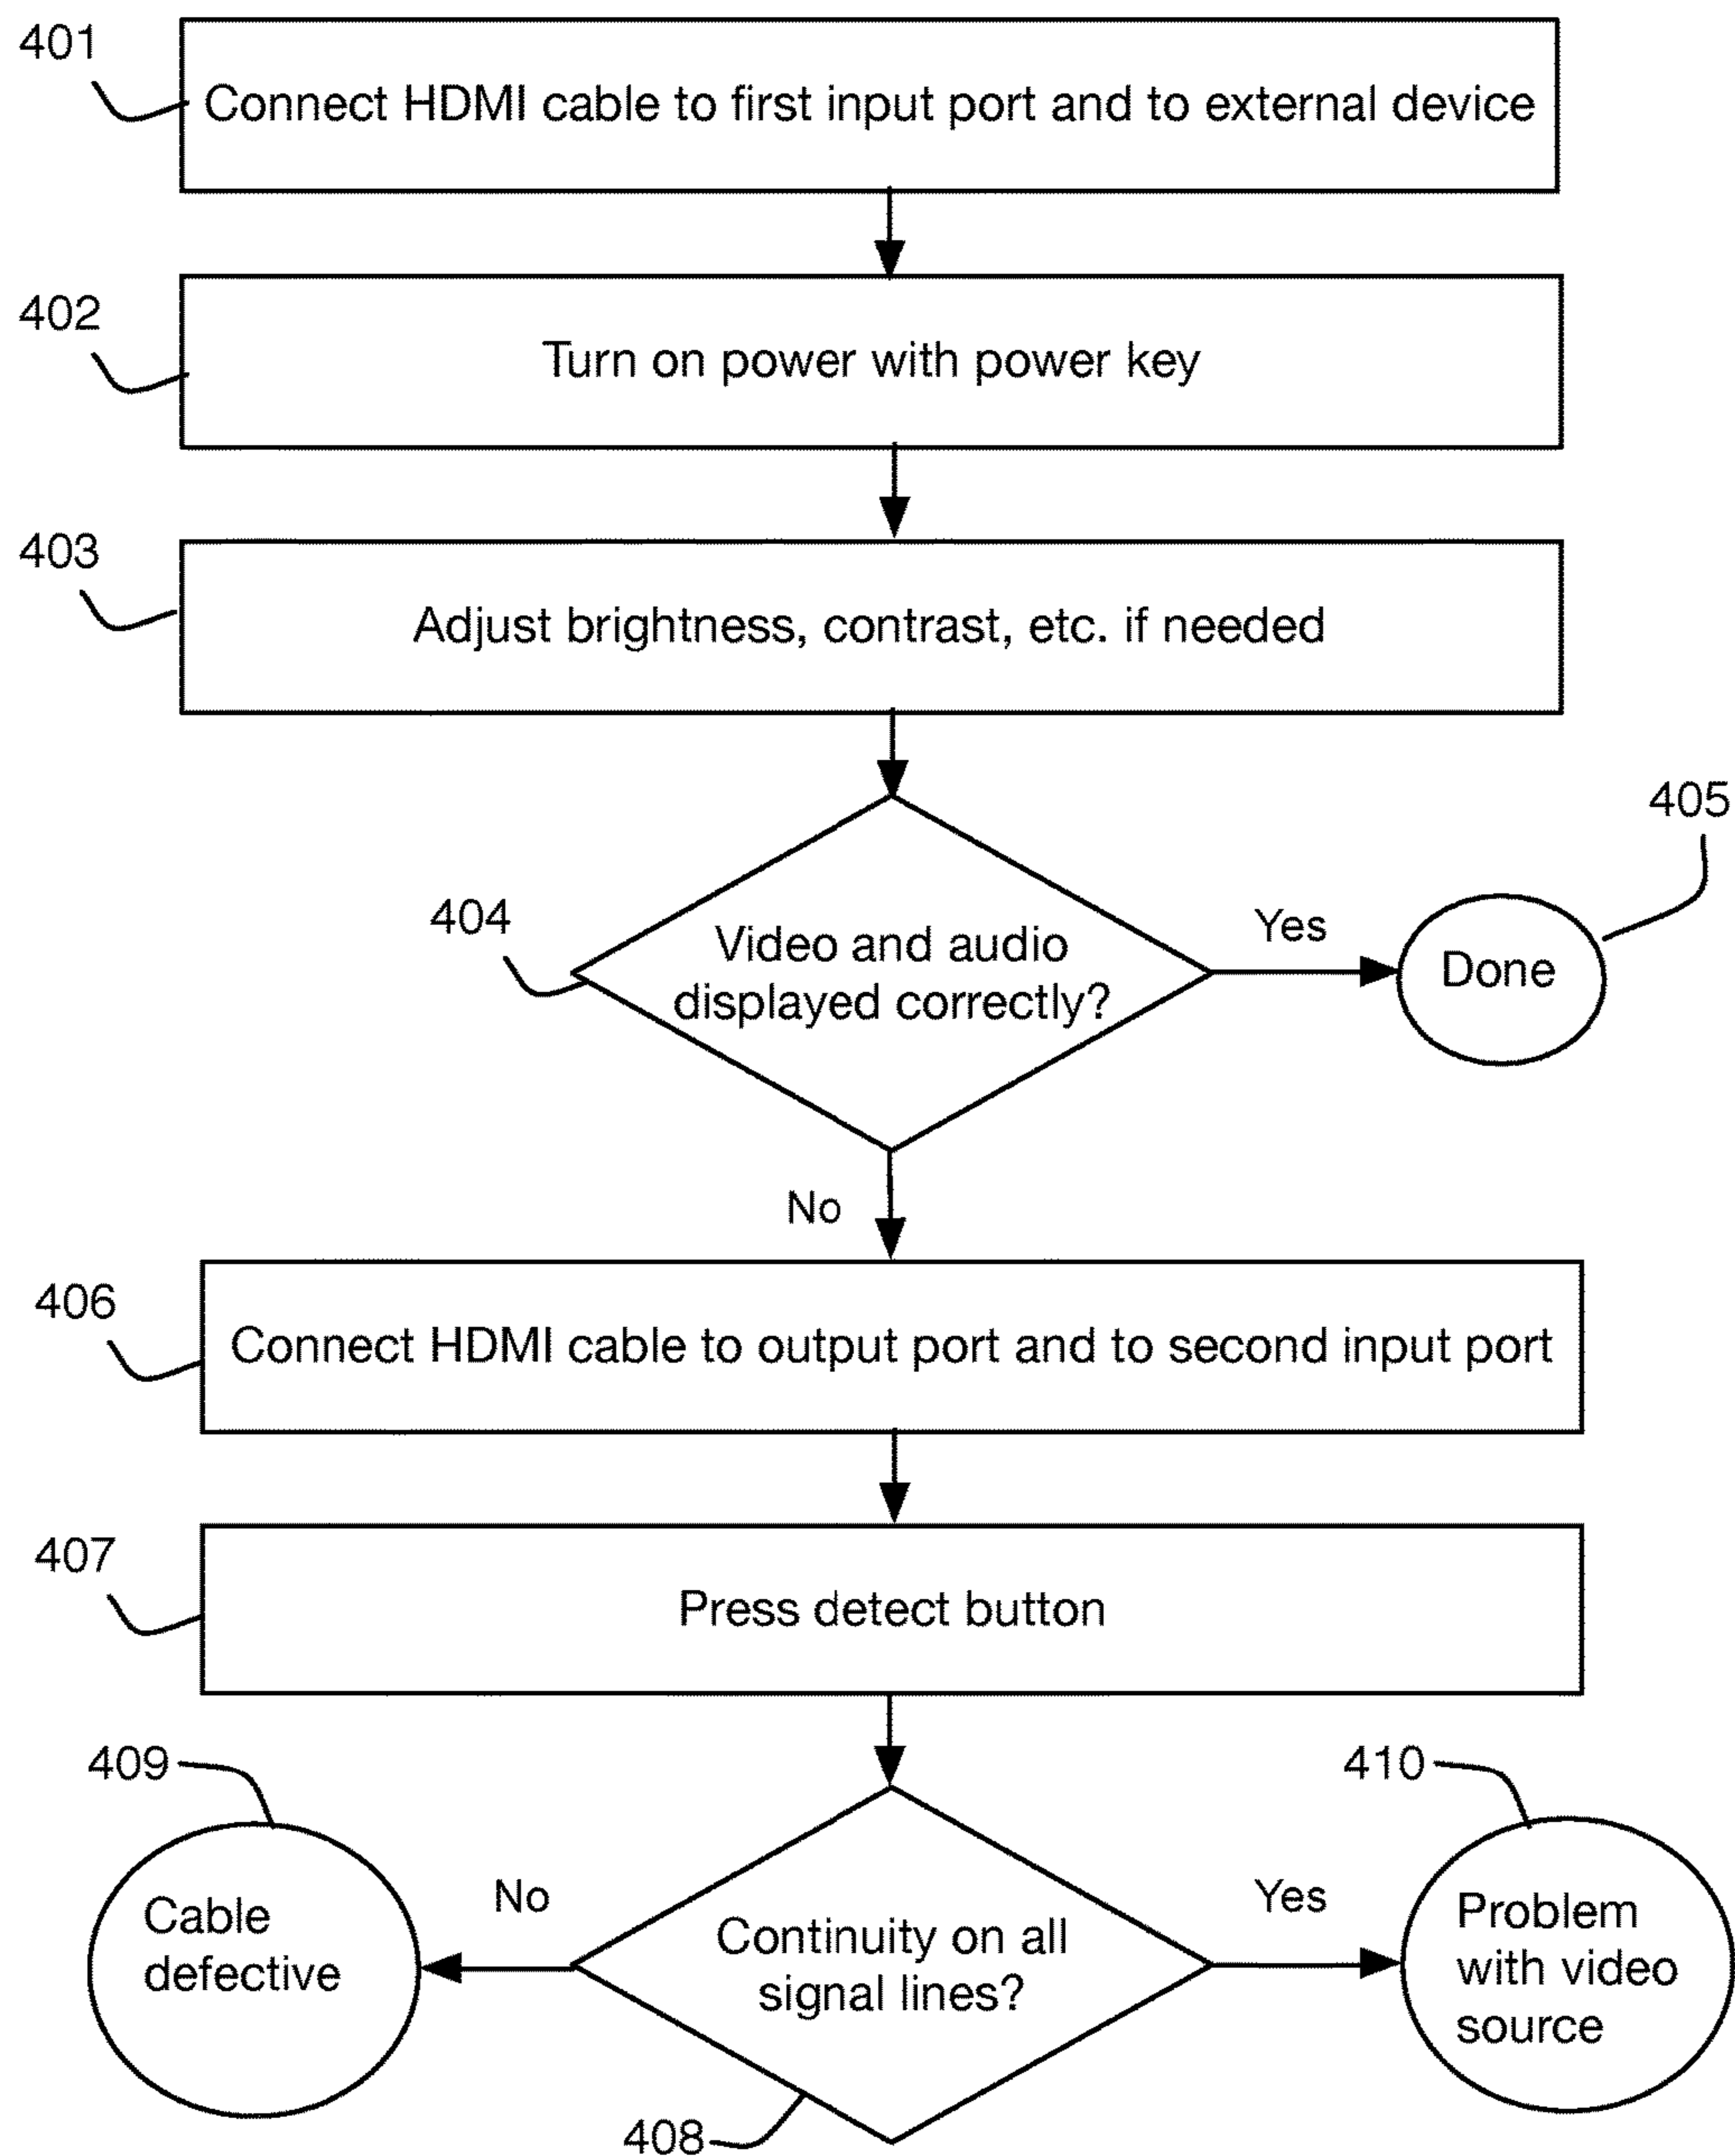 401
Connect HDMI cable to first input port and to external device
402
Turn on power with power key
403
Adjust brightness, contrast, etc. if needed
404
Video and audio
displayed correctly?
Yes
405
Done
No
406
Connect HDMI cable to output port and to second input port
407
Press detect button
409
Cable
defective
No
Continuity on all
signal lines?
408
Yes
410
Problem
with video
source